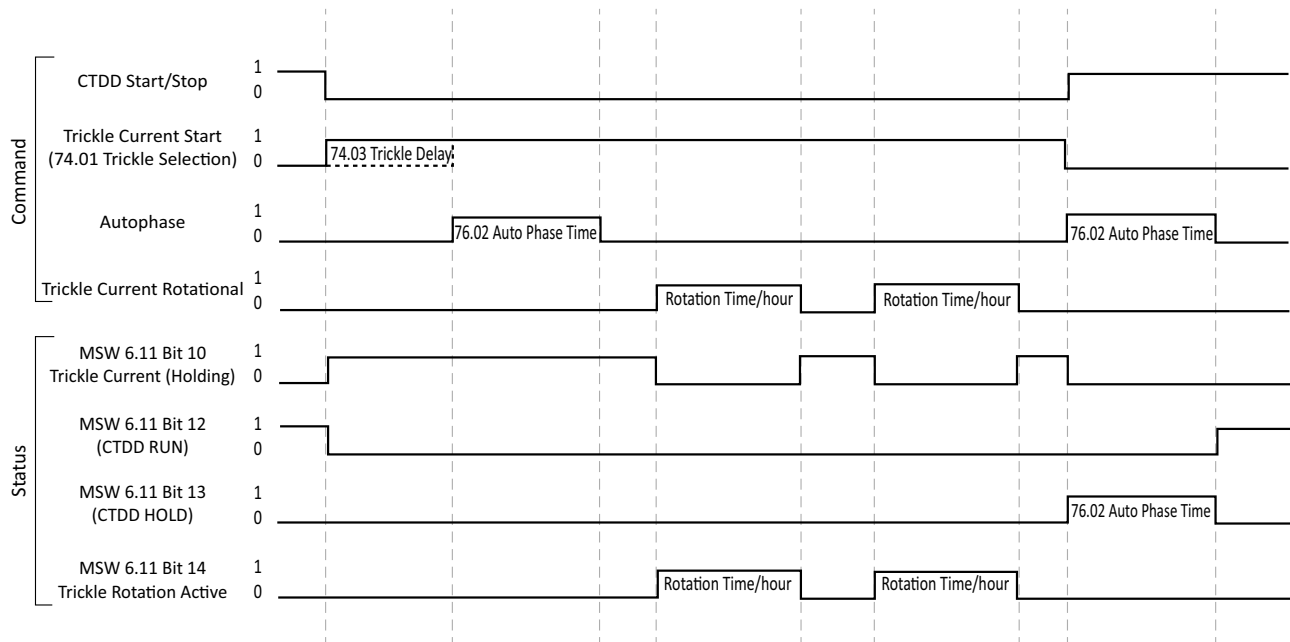 Command
CTDD Start/Stop
1
0
Trickle Current Start
(74.01 Trickle Selection)
1
0
74.03 Trickle Delay
Autophase
1
0
76.02 Auto Phase Time
76.02 Auto Phase Time
Trickle Current Rotational
1
0
Rotation Time/hour
Rotation Time/hour
Status
MSW 6.11 Bit 10
Trickle Current (Holding)
1
0
MSW 6.11 Bit 12
(CTDD RUN)
1
0
MSW 6.11 Bit 13
(CTDD HOLD)
1
0
76.02 Auto Phase Time
MSW 6.11 Bit 14
Trickle Rotation Active
1
0
Rotation Time/hour
Rotation Time/hour